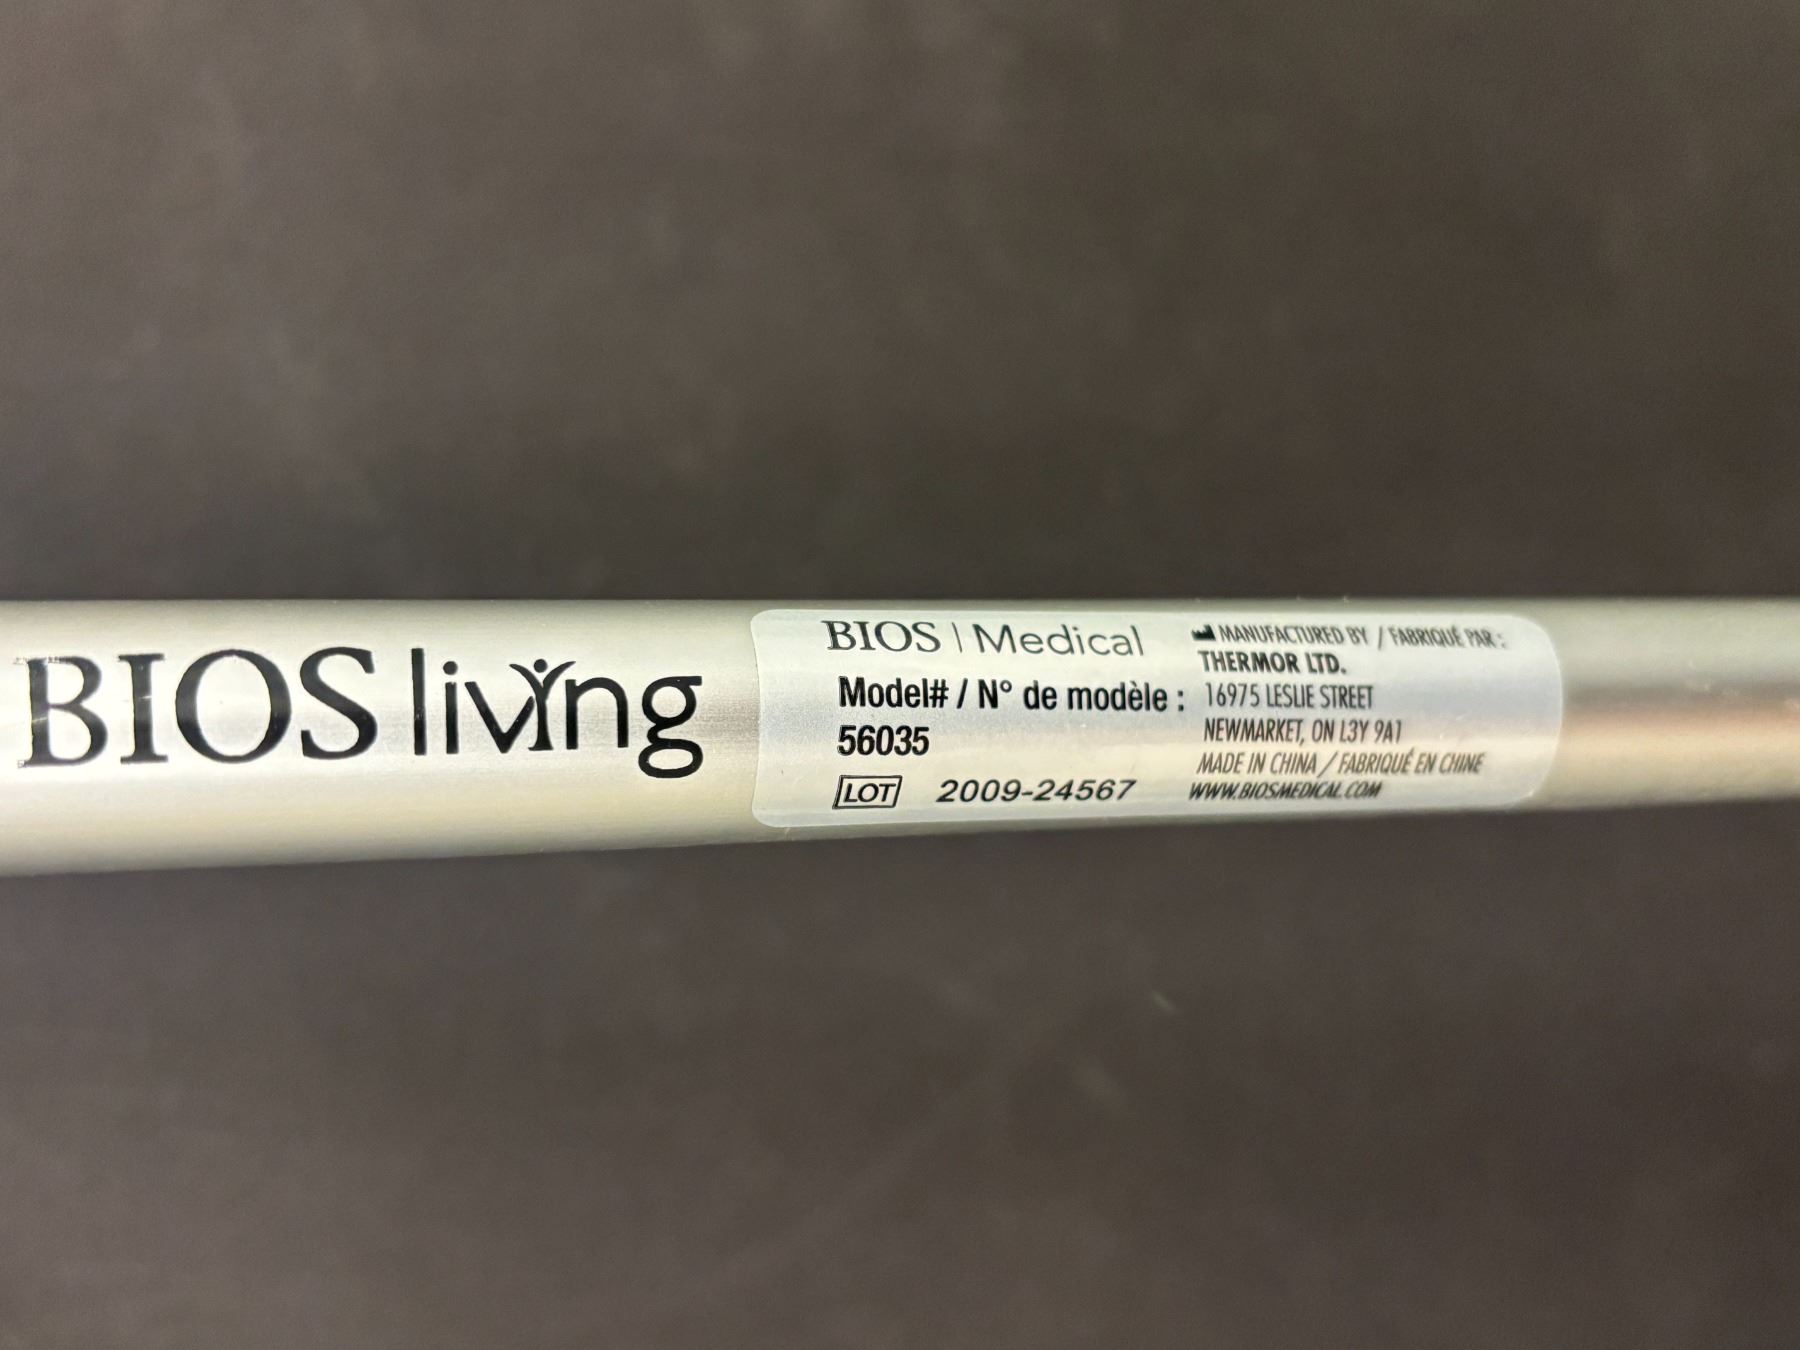 BIOS living
BIOS | Medical
Model# / N° de modèle :
56035
LOT 2009-24567
MANUFACTURED BY / FABRIQUÉ PAR :
THERMOR LTD.
16975 LESLIE STREET
NEWMARKET, ON L3Y 9A1
MADE IN CHINA / FABRIQUÉ EN CHINE
WWW.BIOSMEDICAL.COM